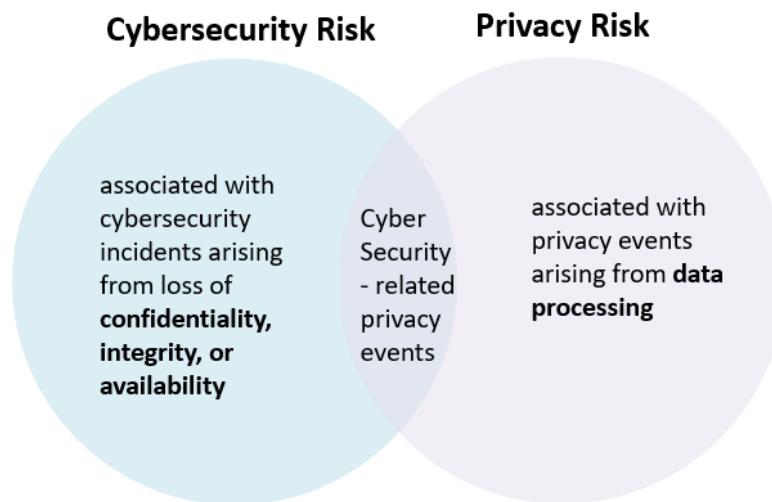 Cybersecurity Risk
Privacy Risk
associated with
cybersecurity
incidents arising
from loss of
confidentiality,
integrity, or
availability
Cyber
Security
- related
privacy
events
associated with
privacy events
arising from data
processing